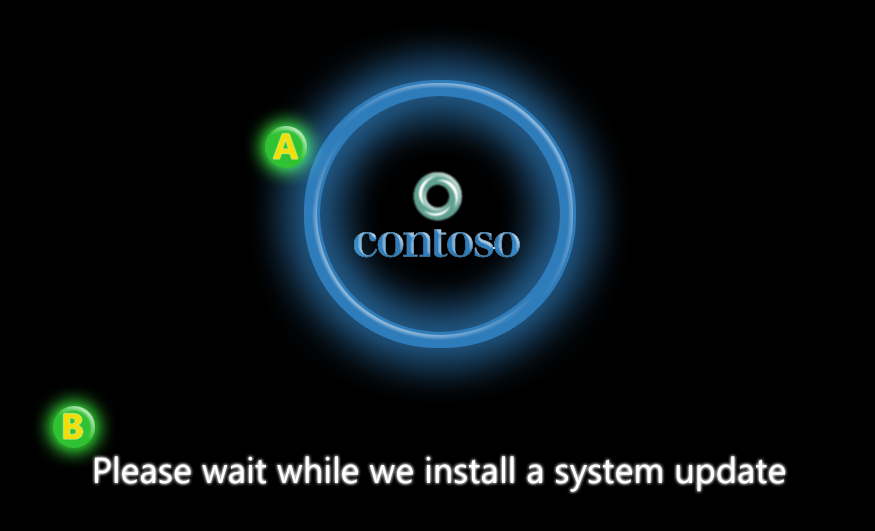 A
contoso
B
Please wait while we install a system update